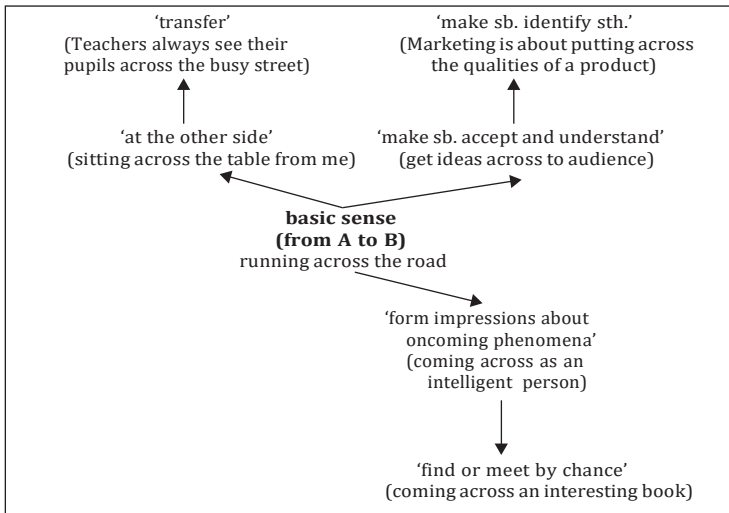 ‘transfer’
(Teachers always see their
pupils across the busy street)
‘make sb. identify sth.’
(Marketing is about putting across
the qualities of a product)
‘at the other side’
(sitting across the table from me)
‘make sb. accept and understand’
(get ideas across to audience)
basic sense
(from A to B)
running across the road
‘form impressions about
oncoming phenomena’
(coming across as an
intelligent person)
‘find or meet by chance’
(coming across an interesting book)